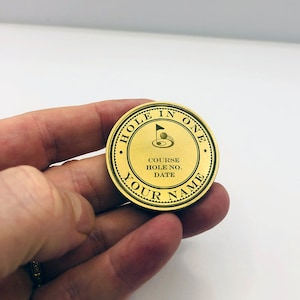 HOLE IN ONE
COURSE
HOLE NO.
DATE
YOUR NAME